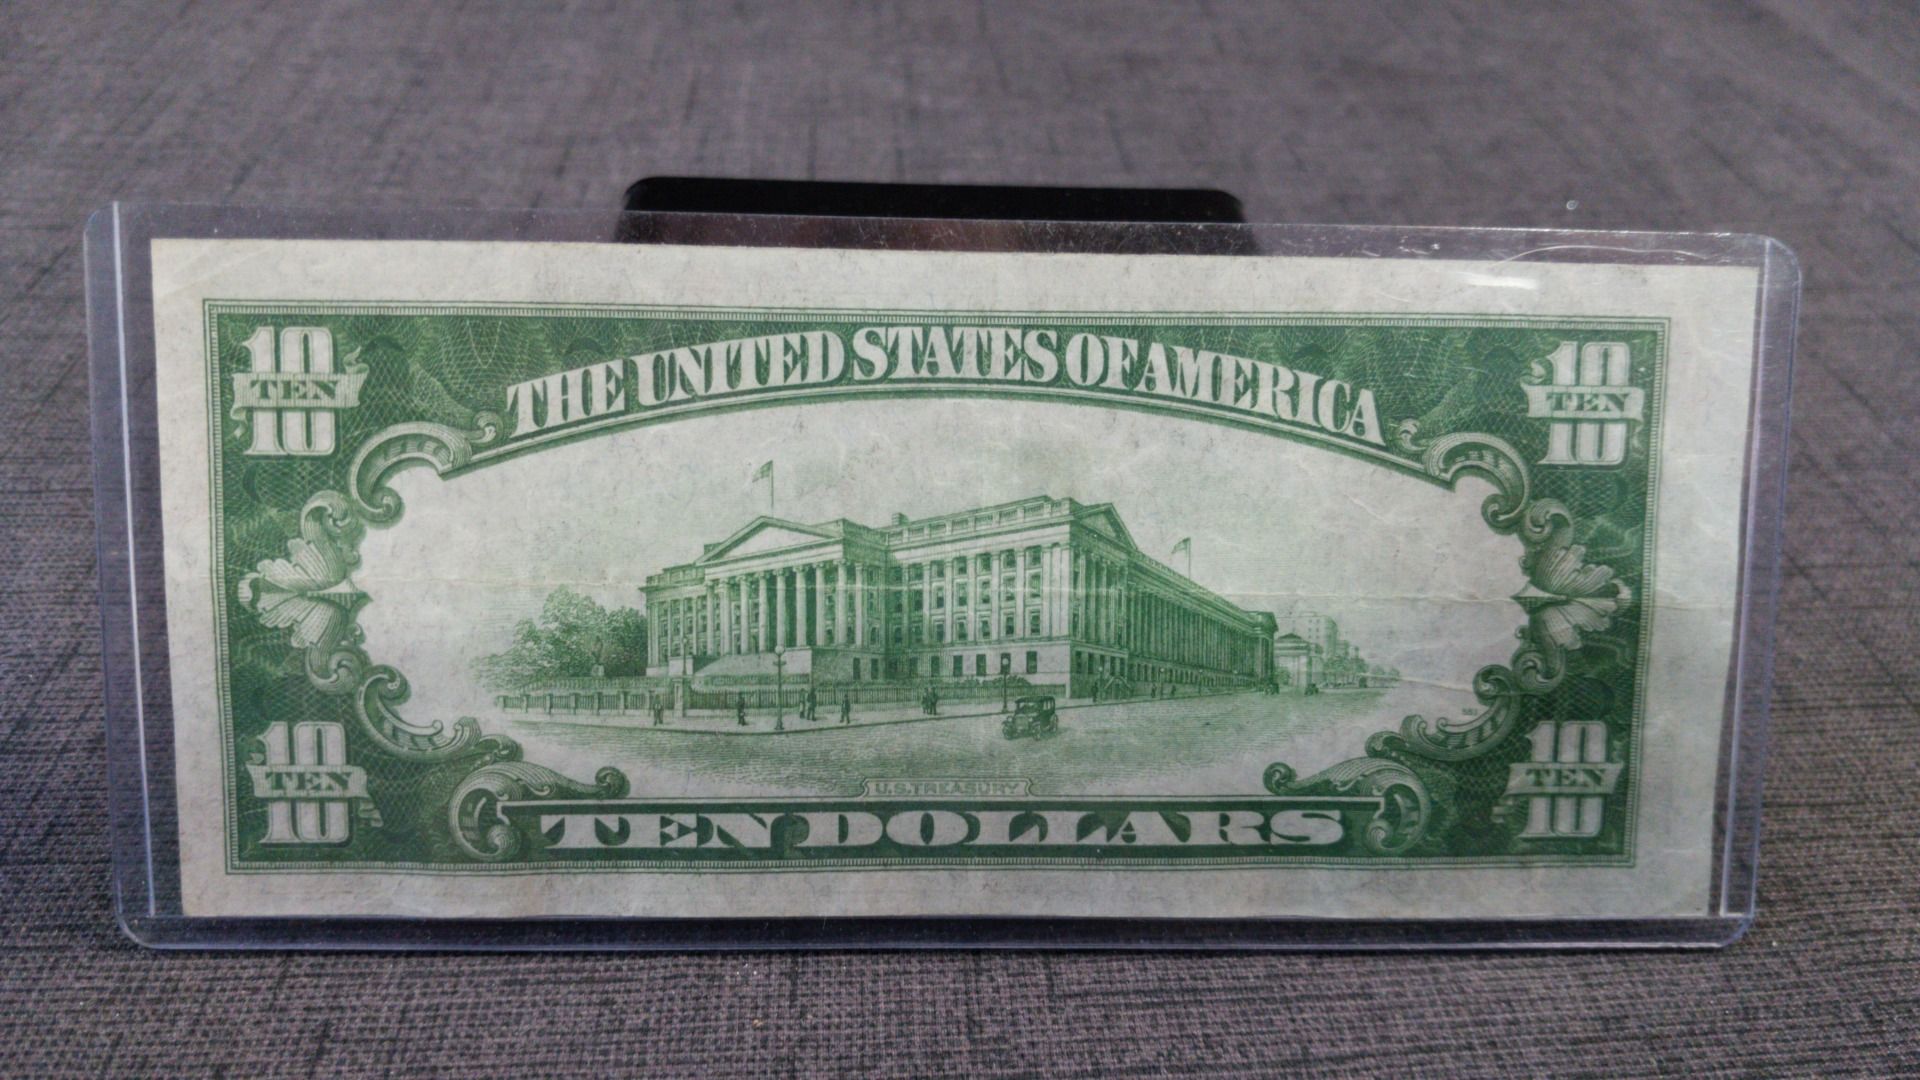 10
TEN
10
THE UNITED STATES OF AMERICA
10
TEN
10
10
TEN
10
U.S. TREASURY
TEN DOLLARS
10
TEN
10